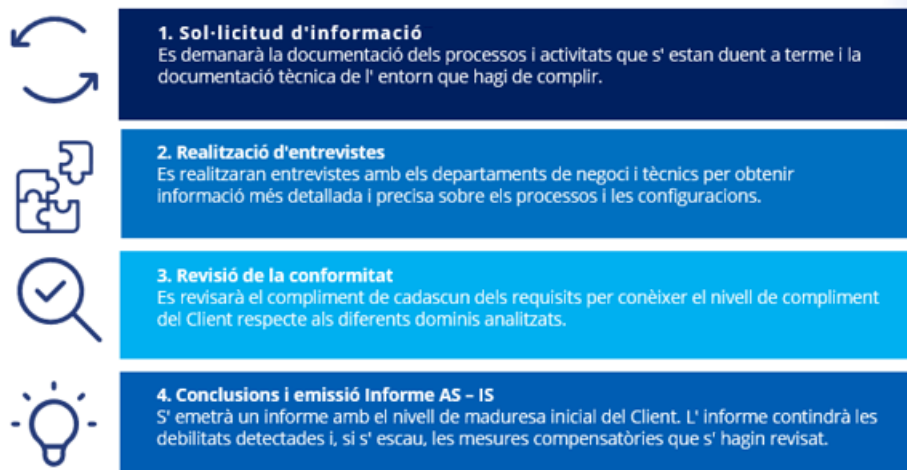 1. Sol·licitud d'informació
Es demanarà la documentació dels processos i activitats que s' estan duent a terme i la
documentació tècnica de l' entorn que hagi de complir.
2. Realització d'entrevistes
Es realitzaran entrevistes amb els departaments de negoci i tècnics per obtenir
informació més detallada i precisa sobre els processos i les configuracions.
3. Revisió de la conformitat
Es revisarà el compliment de cadascun dels requisits per conèixer el nivell de compliment
del Client respecte als diferents dominis analitzats.
4. Conclusions i emissió Informe AS – IS
S' emetrà un informe amb el nivell de maduresa inicial del Client. L' informe contindrà les
debilitats detectades i, si s' escau, les mesures compensatòries que s' hagin revisat.